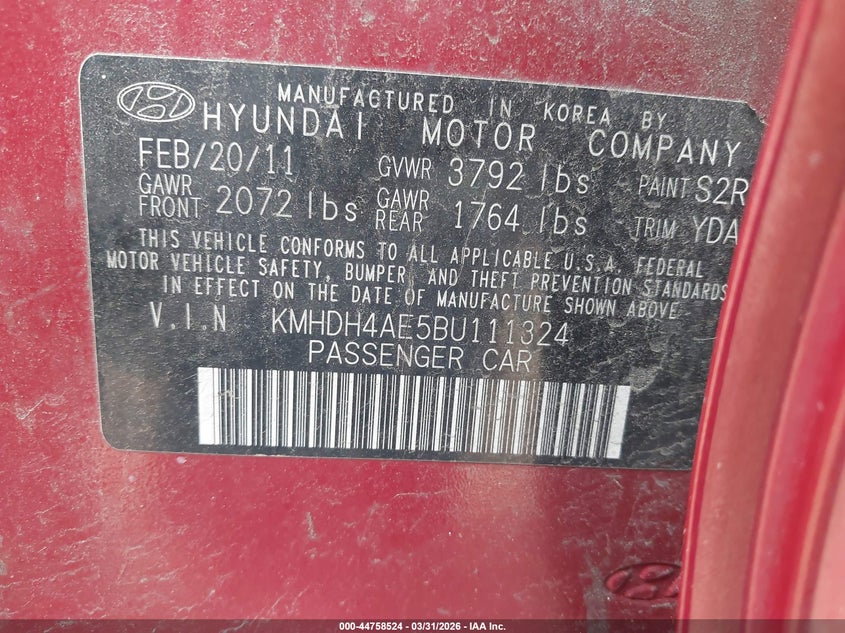 MANUFACTURED IN KOREA BY
HYUNDAI MOTOR COMPANY
FEB/20/11 GVWR 3792 lbs PAINT S2R
GAWR FRONT 2072 lbs GAWR REAR 1764 lbs TRIM YDA
THIS VEHICLE CONFORMS TO ALL APPLICABLE U.S.A. FEDERAL
MOTOR VEHICLE SAFETY, BUMPER, AND THEFT PREVENTION STANDARDS
IN EFFECT ON THE DATE OF MANUFACTURE SHOWN ABOVE
V.I.N KMHDH4AE5BU111324
PASSENGER CAR
000-44758524 - 03/31/2026 - IAA Inc.